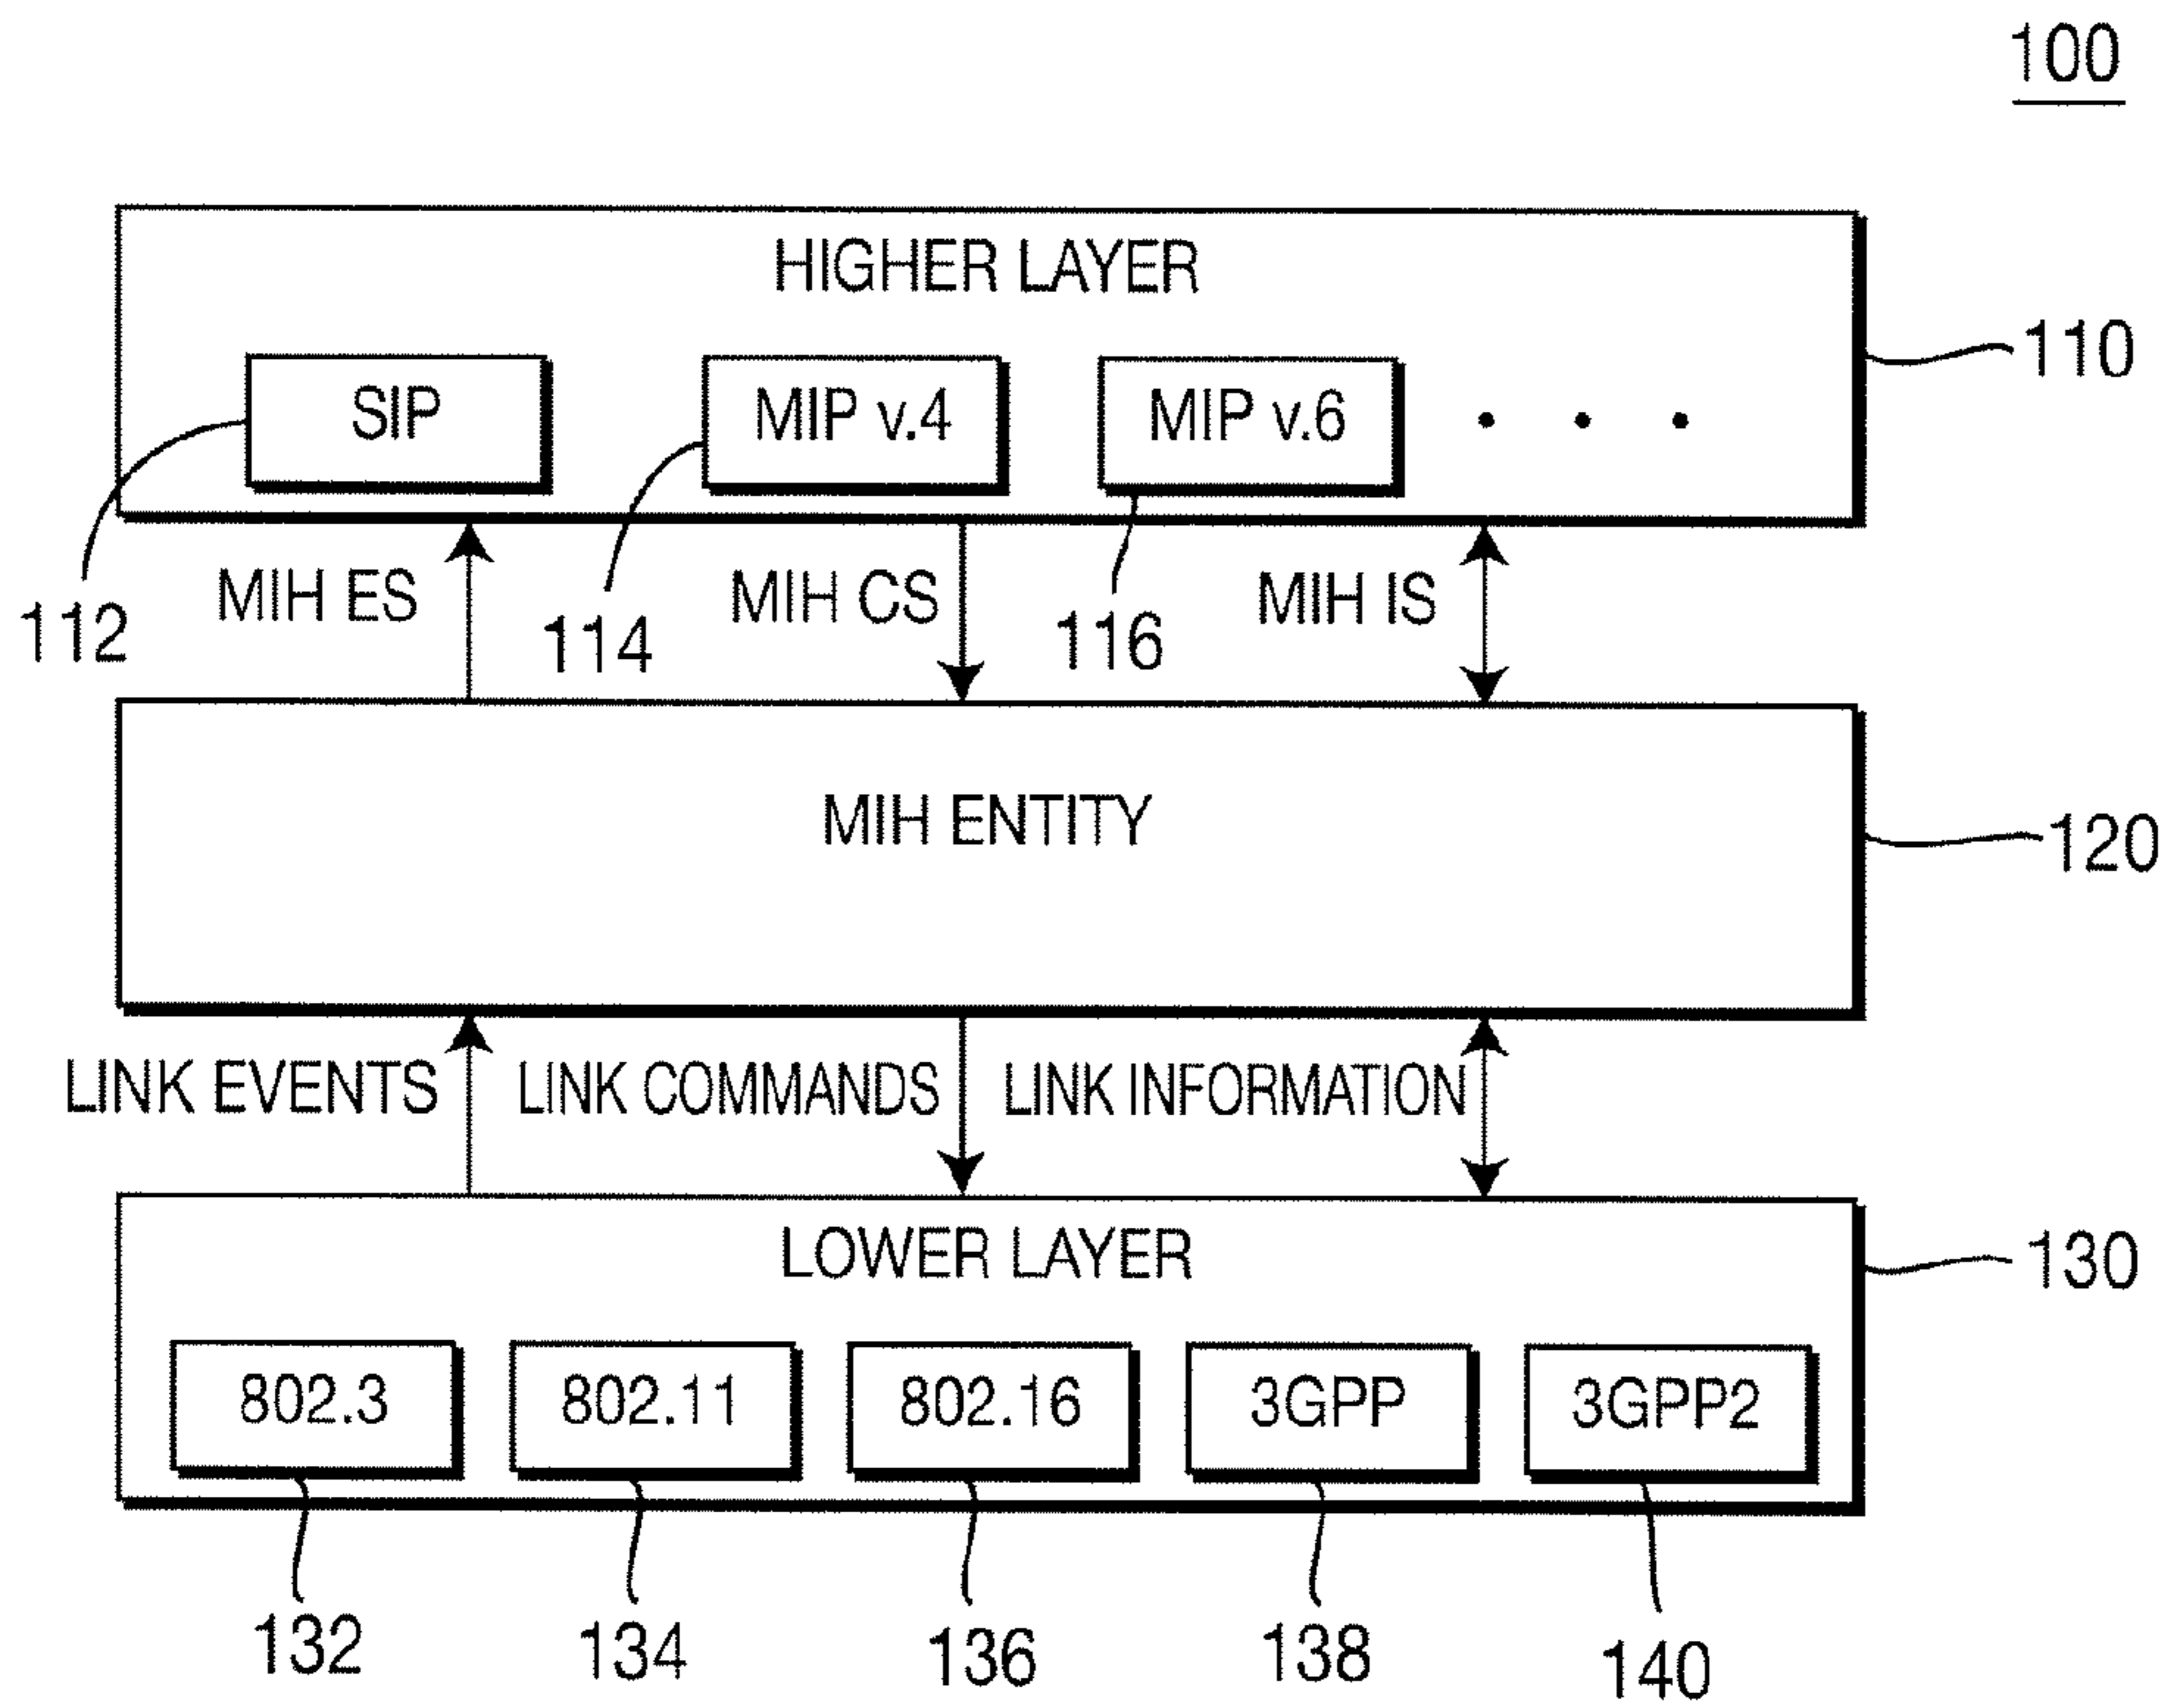 100
HIGHER LAYER
110
SIP MIP v.4 MIP v.6 . . .
112 MIH ES 114 MIH CS 116 MIH IS
MIH ENTITY
120
LINK EVENTS LINK COMMANDS LINK INFORMATION
LOWER LAYER
130
802.3 802.11 802.16 3GPP 3GPP2
132 134 136 138 140